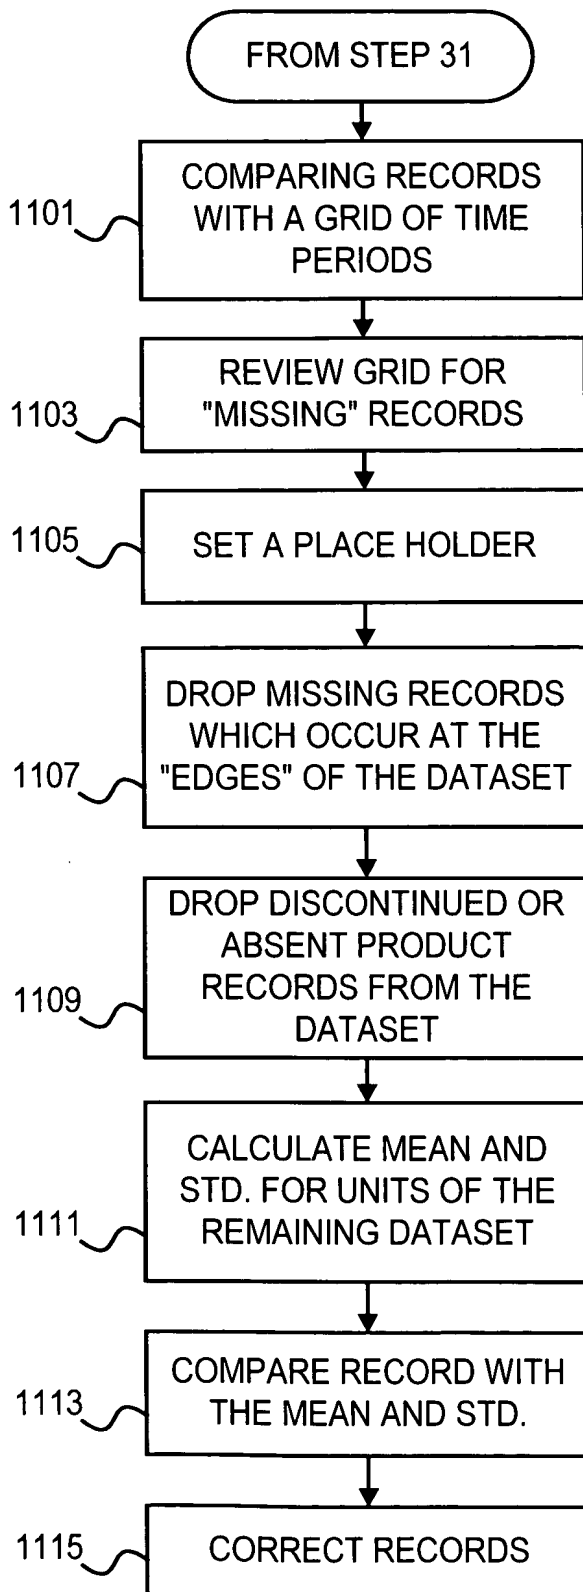 FROM STEP 31
1101
COMPARING RECORDS
WITH A GRID OF TIME
PERIODS
1103
REVIEW GRID FOR
"MISSING" RECORDS
1105
SET A PLACE HOLDER
1107
DROP MISSING RECORDS
WHICH OCCUR AT THE
"EDGES" OF THE DATASET
1109
DROP DISCONTINUED OR
ABSENT PRODUCT
RECORDS FROM THE
DATASET
1111
CALCULATE MEAN AND
STD. FOR UNITS OF THE
REMAINING DATASET
1113
COMPARE RECORD WITH
THE MEAN AND STD.
1115
CORRECT RECORDS